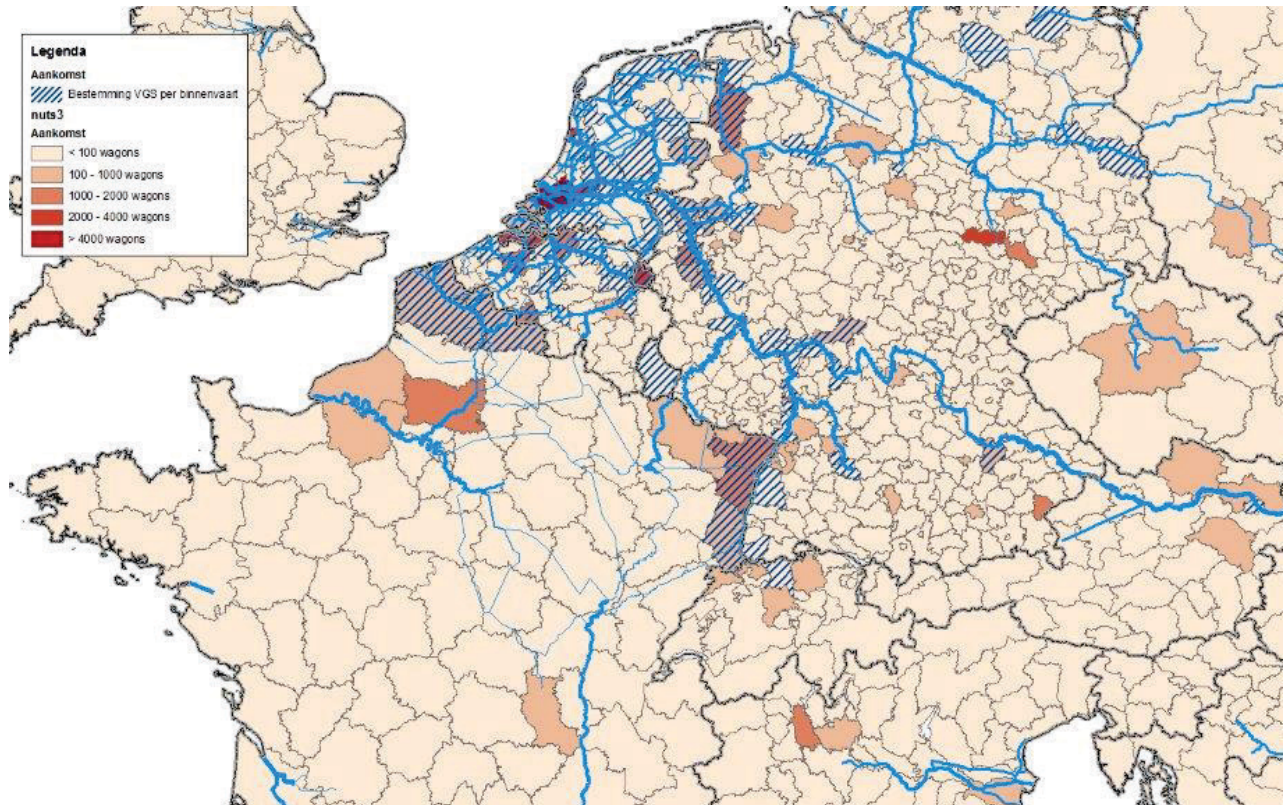 Legenda
Aankomst
Bestemming VGS per binnenvaart
nuts3
Aankomst
< 100 wagons
100 - 1000 wagons
1000 - 2000 wagons
2000 - 4000 wagons
> 4000 wagons